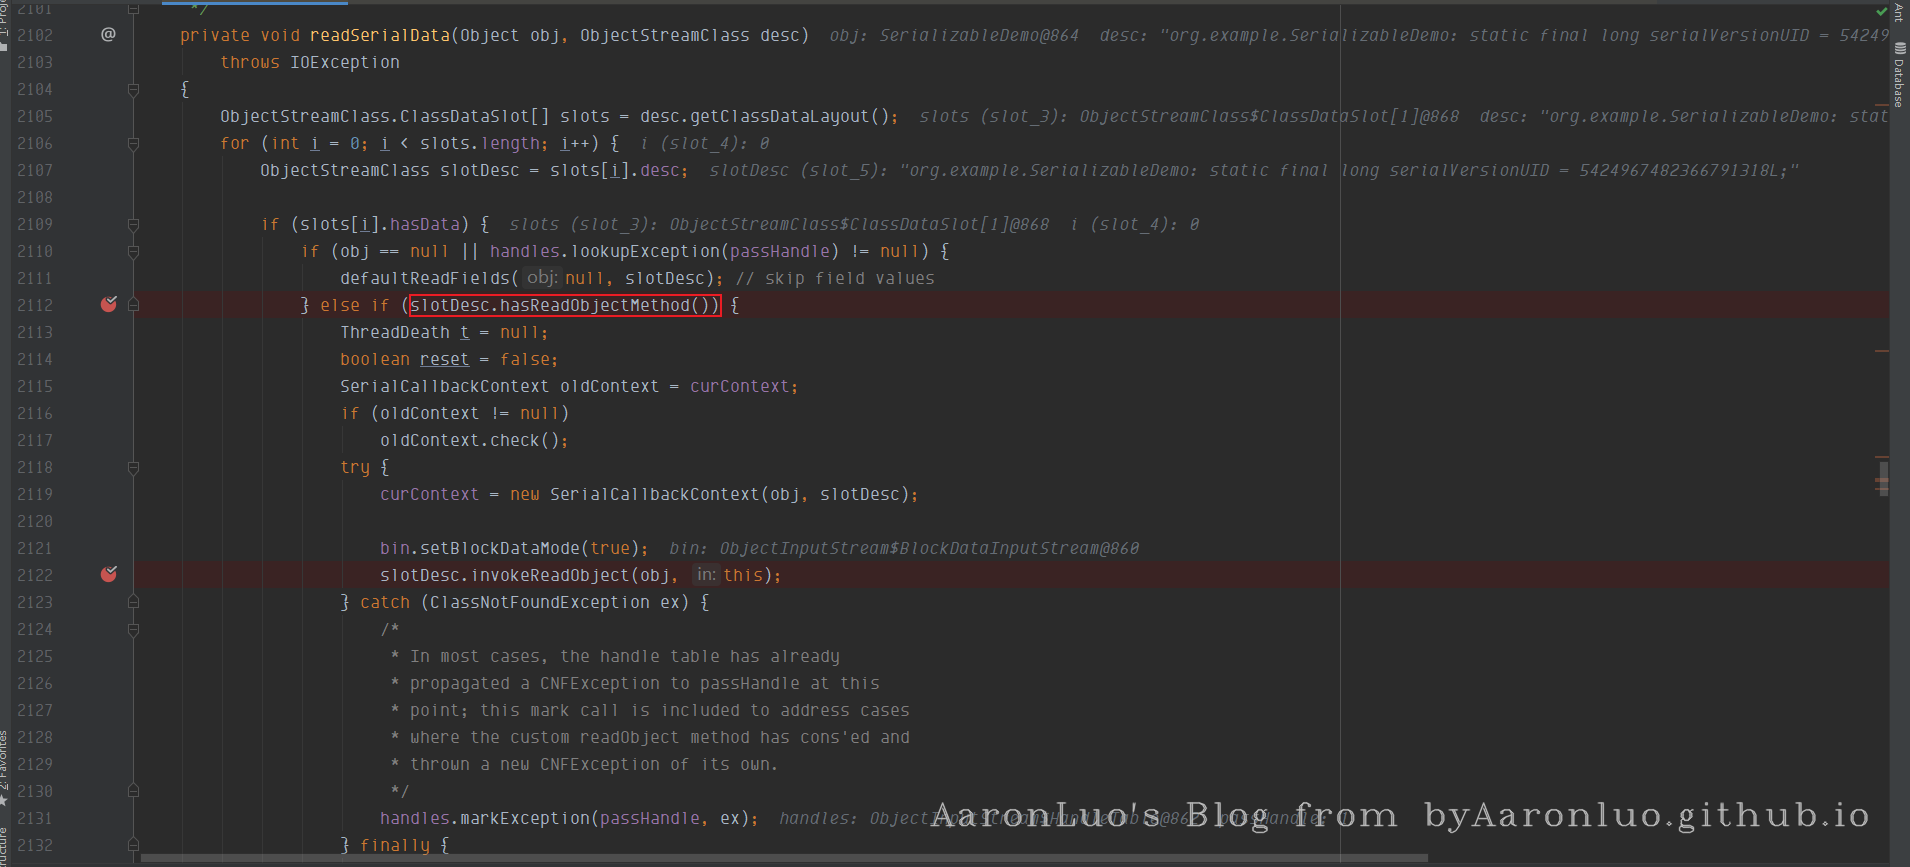 2101 */
2102 @ private void readSerialData(Object obj, ObjectStreamClass desc) obj: SerializableDemo@864 desc: "org.example.SerializableDemo: static final long serialVersionUID = 54249
2103 throws IOException
2104 {
2105 ObjectStreamClass.ClassDataSlot[] slots = desc.getClassDataLayout(); slots (slot_3): ObjectStreamClass$ClassDataSlot[1]@868 desc: "org.example.SerializableDemo: stat
2106 for (int i = 0; i < slots.length; i++) { i (slot_4): 0
2107 ObjectStreamClass slotDesc = slots[i].desc; slotDesc (slot_5): "org.example.SerializableDemo: static final long serialVersionUID = 5424967482366791318L;"
2108
2109 if (slots[i].hasData) { slots (slot_3): ObjectStreamClass$ClassDataSlot[1]@868 i (slot_4): 0
2110 if (obj == null || handles.lookupException(passHandle) != null) {
2111 defaultReadFields( obj: null, slotDesc); // skip field values
2112 } else if (slotDesc.hasReadObjectMethod()) {
2113 ThreadDeath t = null;
2114 boolean reset = false;
2115 SerialCallbackContext oldContext = curContext;
2116 if (oldContext != null)
2117 oldContext.check();
2118 try {
2119 curContext = new SerialCallbackContext(obj, slotDesc);
2120
2121 bin.setBlockDataMode(true); bin: ObjectInputStream$BlockDataInputStream@860
2122 slotDesc.invokeReadObject(obj, in: this);
2123 } catch (ClassNotFoundException ex) {
2124 /*
2125 * In most cases, the handle table has already
2126 * propagated a CNFException to passHandle at this
2127 * point; this mark call is included to address cases
2128 * where the custom readObject method has cons'ed and
2129 * thrown a new CNFException of its own.
2130 */
2131 handles.markException(passHandle, ex); handles: ObjectInputStream$HandleTable@862 passHandle:
2132 } finally {
AaronLuo's Blog from byAaronluo.github.io
Ant
Database
2: Favorites